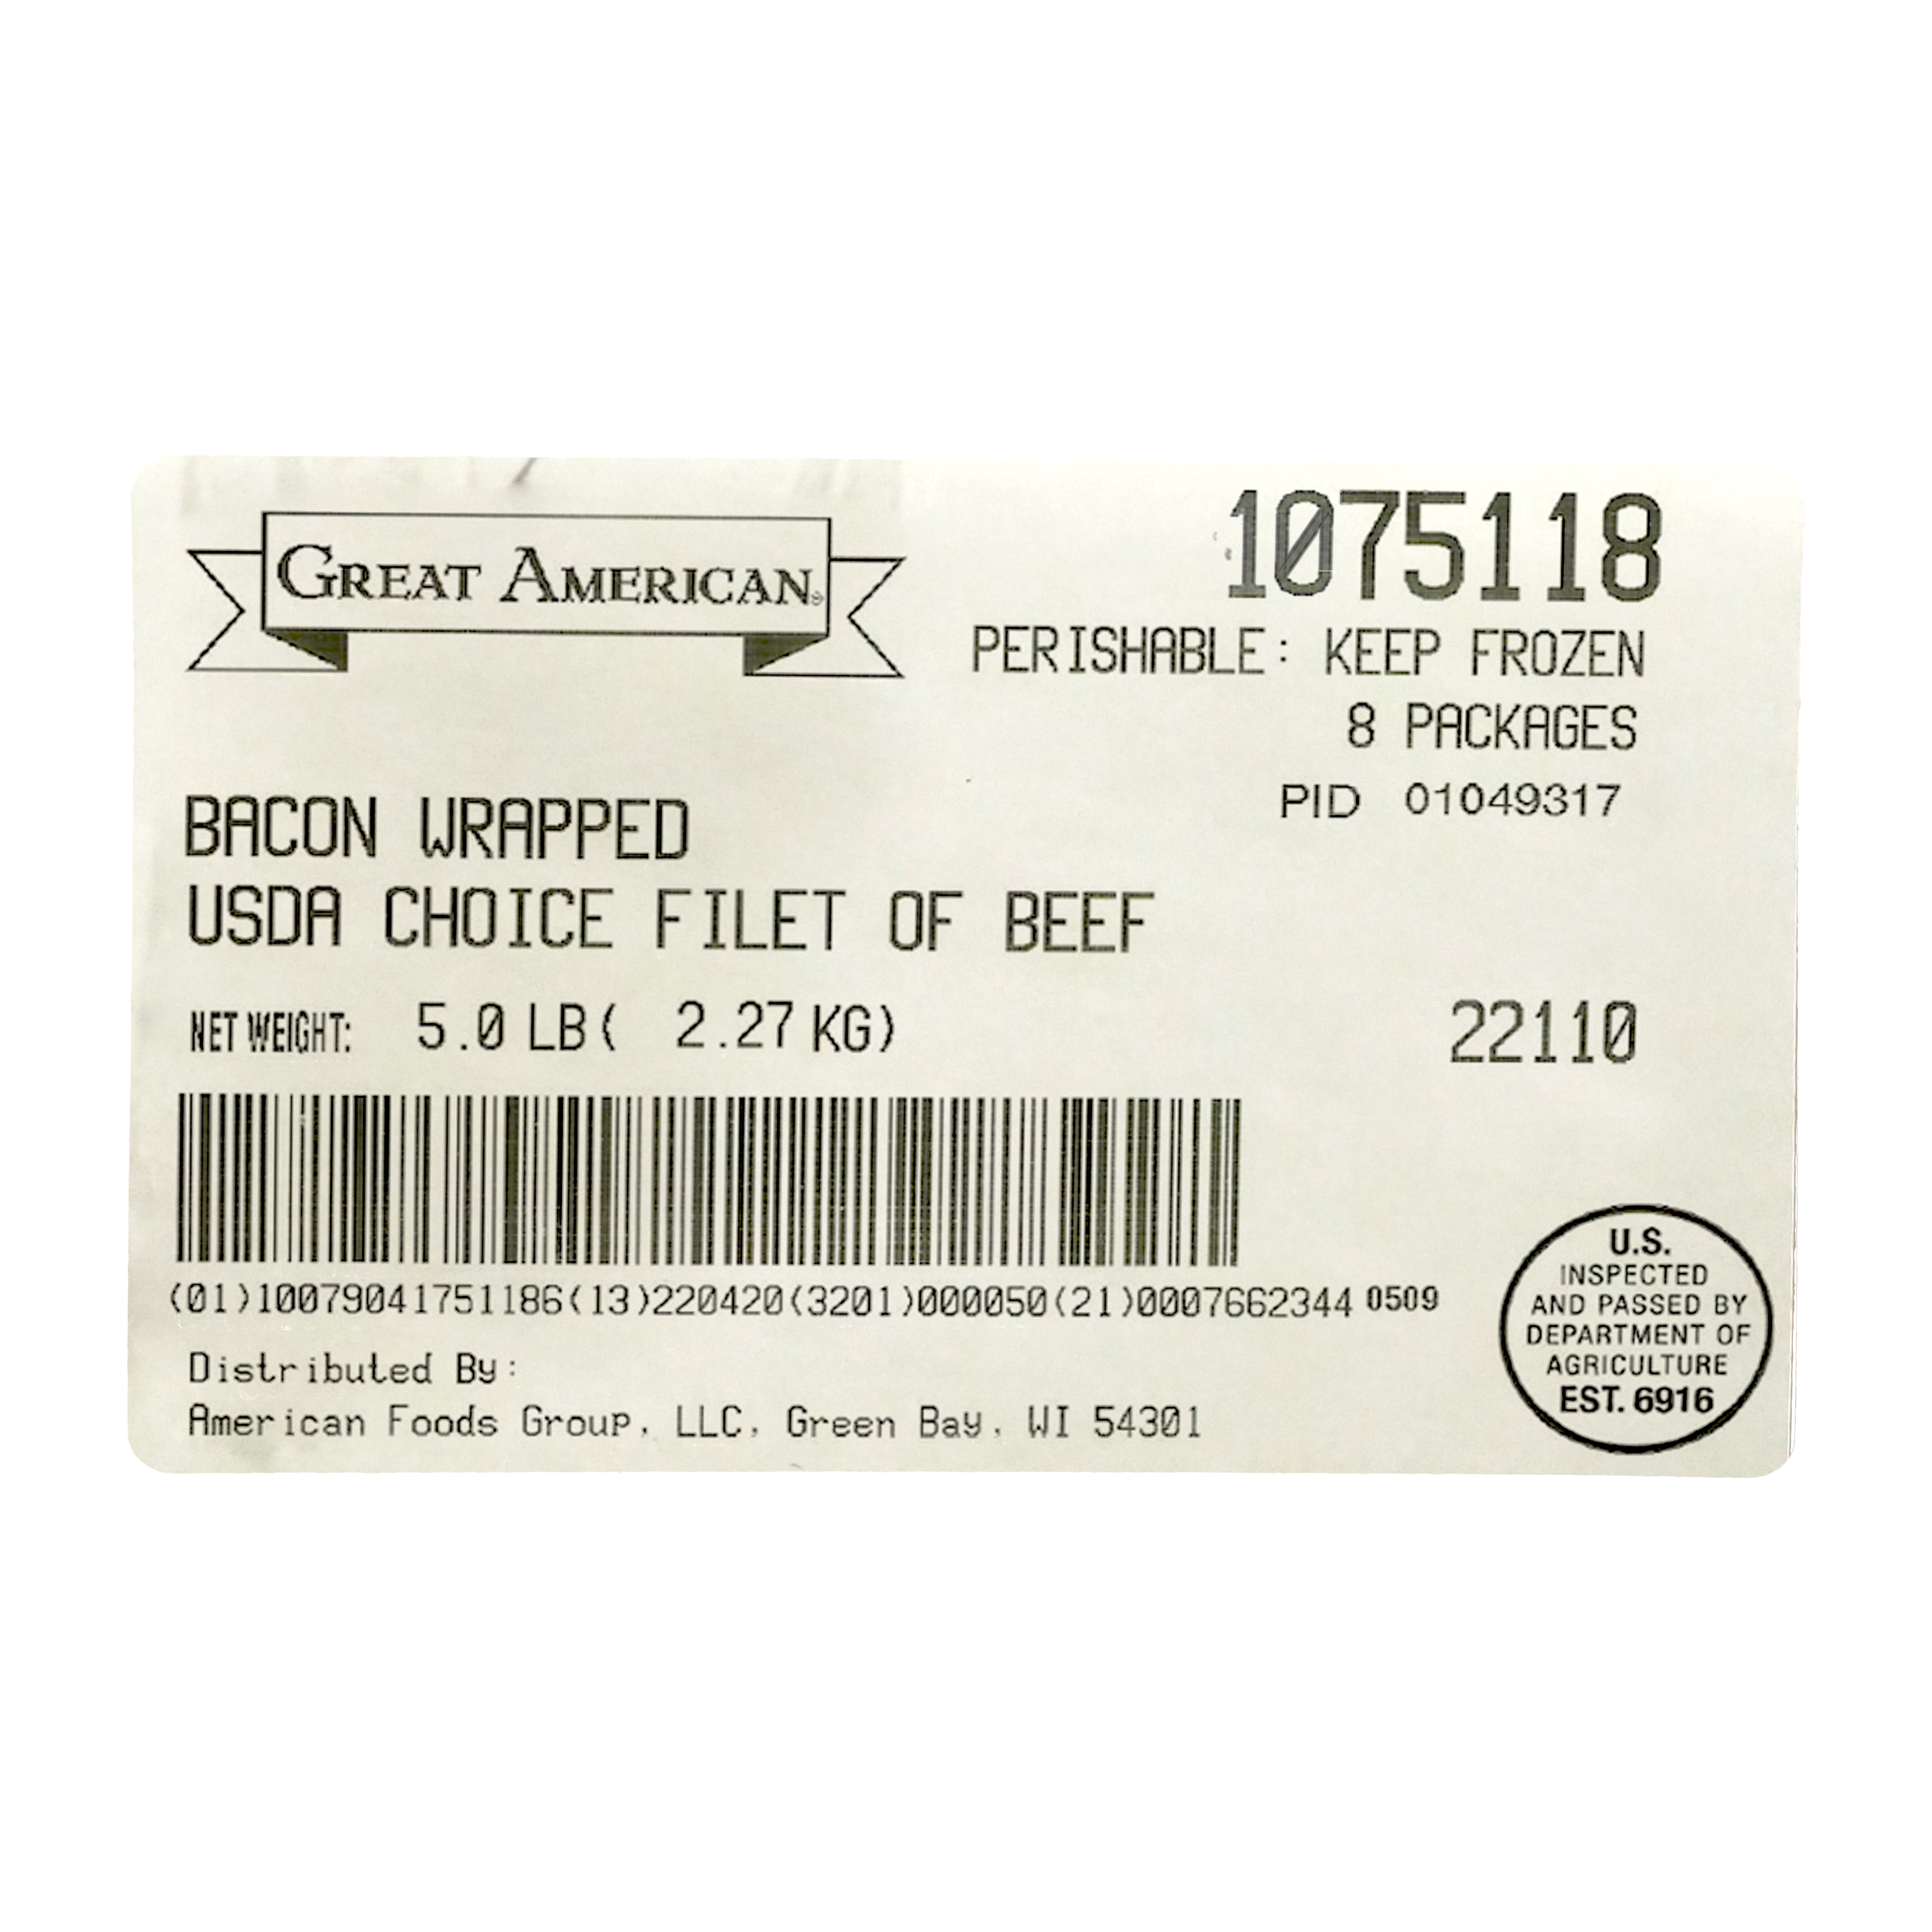 GREAT AMERICAN®
1075118
PERISHABLE: KEEP FROZEN
8 PACKAGES
PID 01049317
BACON WRAPPED
USDA CHOICE FILET OF BEEF
NET WEIGHT: 5.0 LB( 2.27 KG)
22110
(01)10079041751186(13)220420(3201)000050(21)0007662344 0509
Distributed By:
American Foods Group, LLC, Green Bay, WI 54301
U.S.
INSPECTED
AND PASSED BY
DEPARTMENT OF
AGRICULTURE
EST. 6916